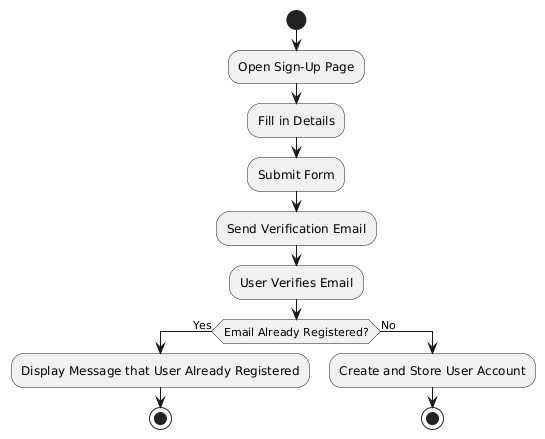 Open Sign-Up Page
Fill in Details
Submit Form
Send Verification Email
User Verifies Email
Yes
Email Already Registered?
No
Display Message that User Already Registered
Create and Store User Account